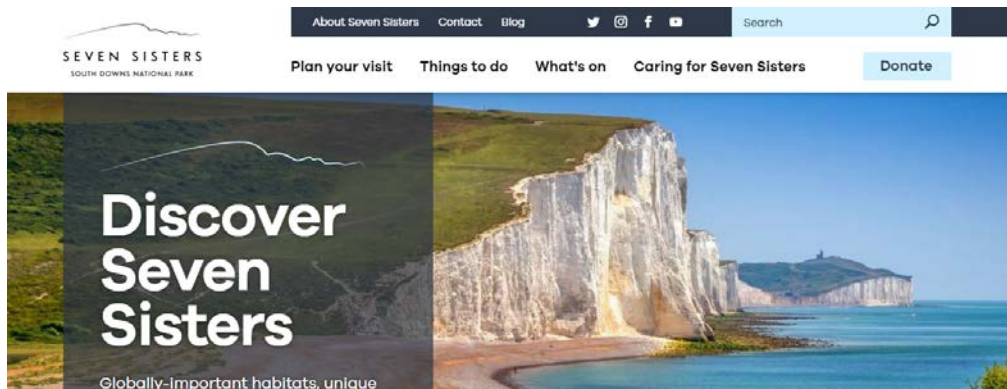 About Seven Sisters Contact Blog
Search
SEVEN SISTERS
SOUTH DOWNS NATIONAL PARK
Plan your visit Things to do What's on Caring for Seven Sisters Donate
Discover
Seven
Sisters
Globally-important habitats, unique